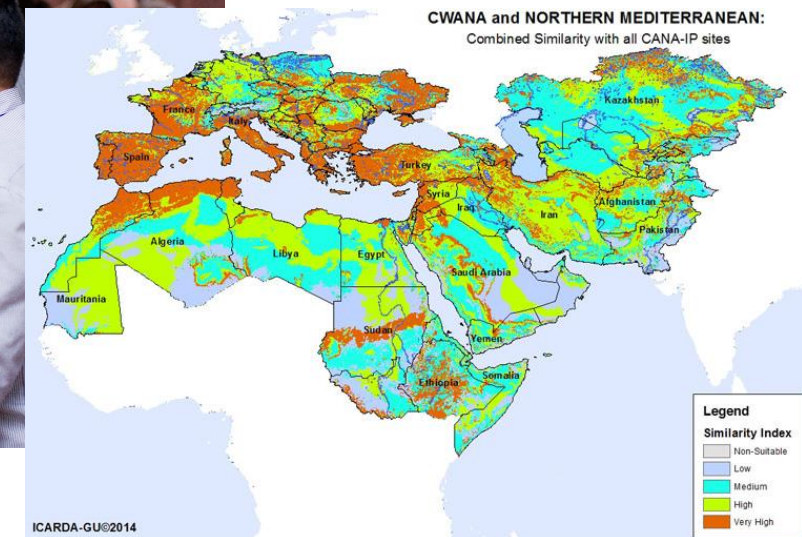 CWANA and NORTHERN MEDITERRANEAN:
Combined Similarity with all CANA-IP sites
France
Italy
Spain
Kazakhstan
Turkey
Syria
Iraq
Iran
Afghanistan
Pakistan
Algeria
Libya
Egypt
Saudi Arabia
Mauritania
Sudan
Yemen
Ethiopia
Somalia
Legend
Similarity Index
Non-Suitable
Low
Medium
High
Very High
ICARDA-GU©2014